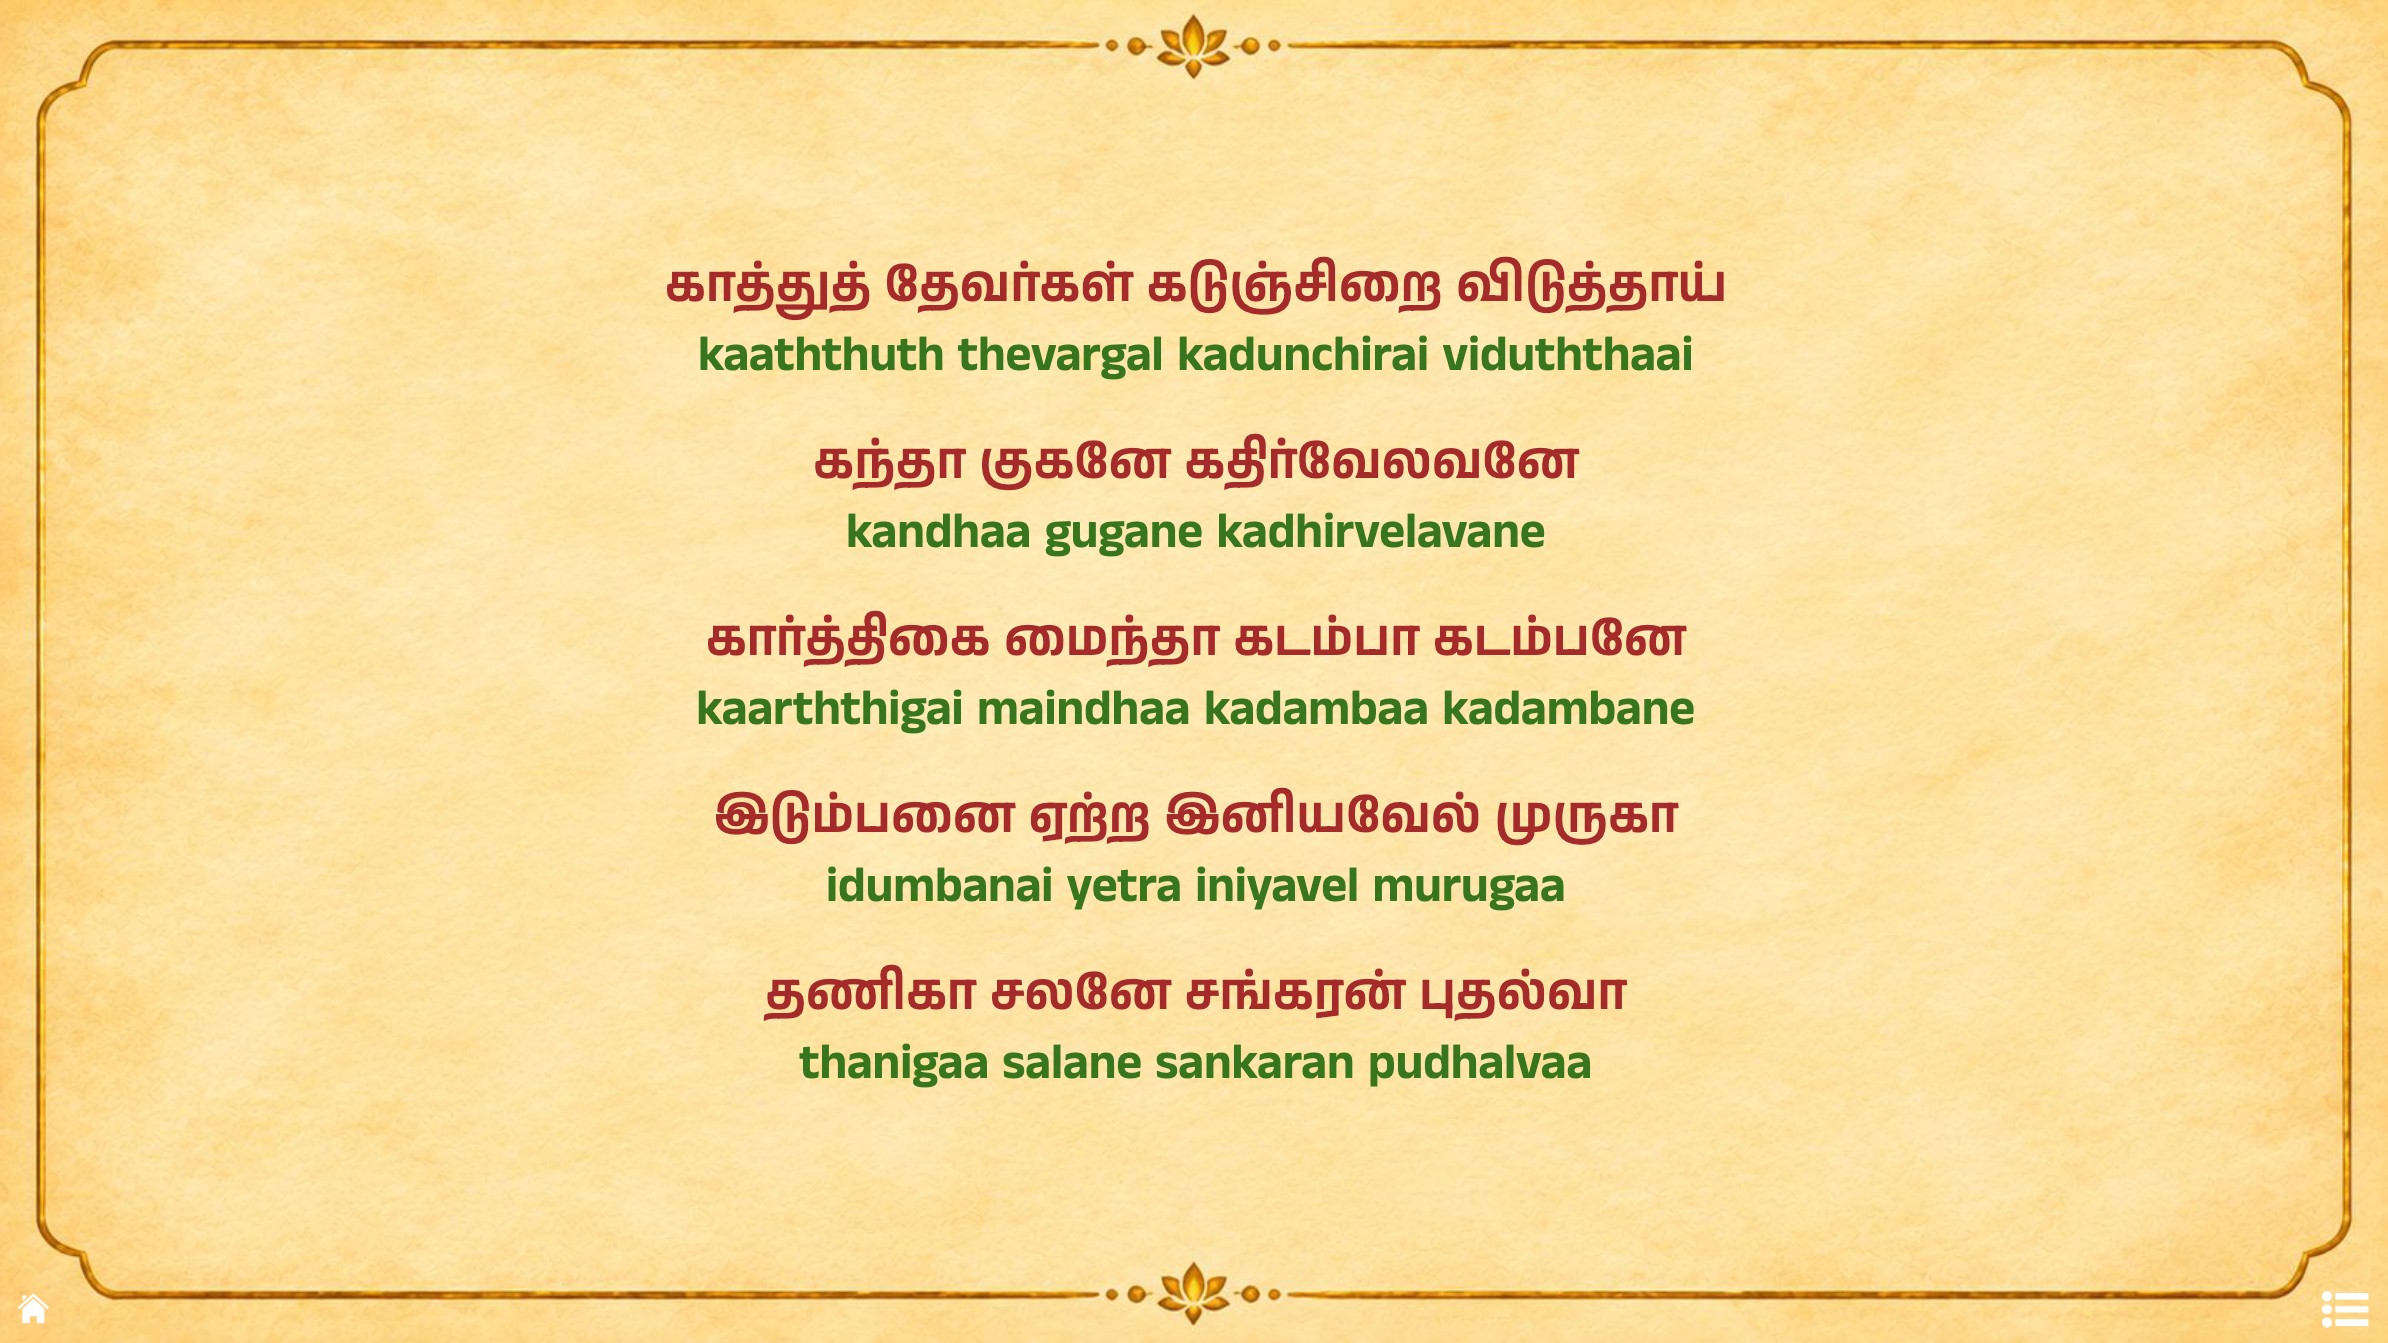 காத்துத் தேவர்கள் கடுஞ்சிறை விடுத்தாய்
kaaththuth thevargal kadunchirai viduththaai
கந்தா குகனே கதிர்வேலவனே
kandhaa gugane kadhirvelavane
கார்த்திகை மைந்தா கடம்பா கடம்பனே
kaarththigai maindhaa kadambaa kadambane
இடும்பனை ஏற்ற இனியவேல் முருகா
idumbanai yetra iniyavel murugaa
தணிகா சலனே சங்கரன் புதல்வா
thanigaa salane sankaran pudhalvaa